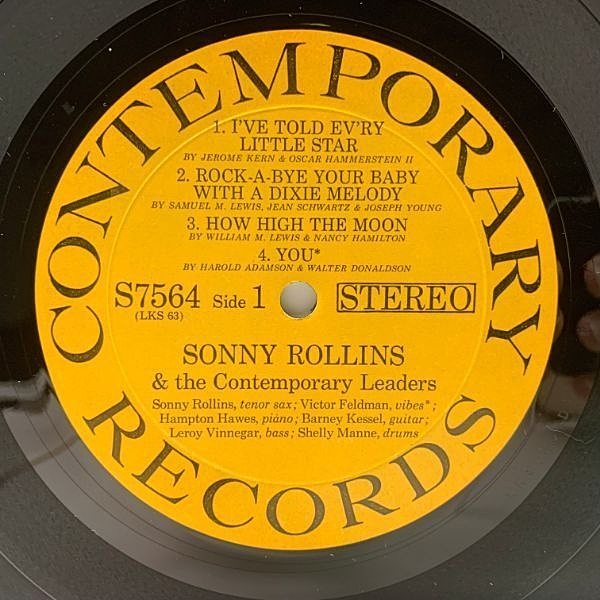 CONTEMPORARY
1. I'VE TOLD EV'RY
LITTLE STAR
BY JEROME KERN & OSCAR HAMMERSTEIN II
2. ROCK-A-BYE YOUR BABY
WITH A DIXIE MELODY
BY SAMUEL M. LEWIS, JEAN SCHWARTZ & JOSEPH YOUNG
3. HOW HIGH THE MOON
BY WILLIAM M. LEWIS & NANCY HAMILTON
4. YOU*
BY HAROLD ADAMSON & WALTER DONALDSON
S7564 Side 1 STEREO
(LKS 63)
SONNY ROLLINS
& the Contemporary Leaders
Sonny Rollins, tenor sax; Victor Feldman, vibes*;
Hampton Hawes, piano; Barney Kessel, guitar;
Leroy Vinnegar, bass; Shelly Manne, drums
RECORDS